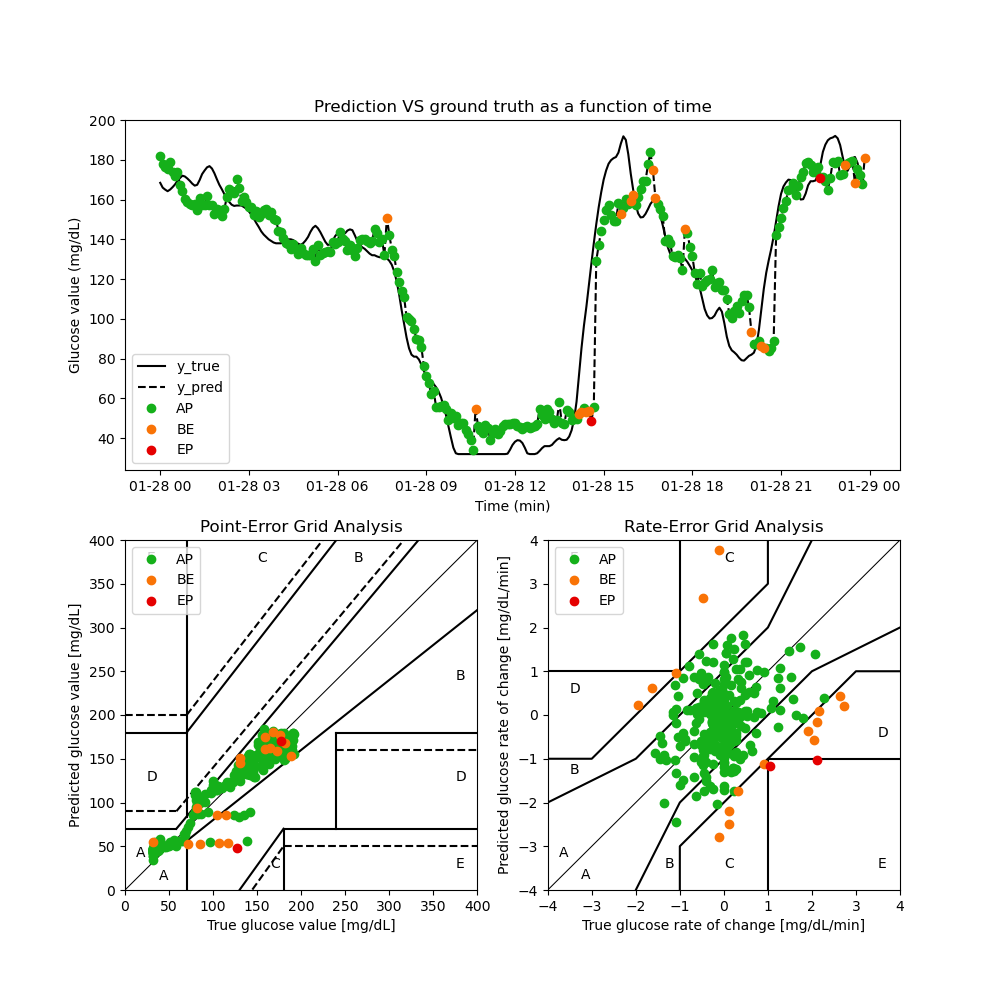 Prediction VS ground truth as a function of time
Glucose value (mg/dL)
200
180
160
140
120
100
80
60
40
y_true
y_pred
AP
BE
EP
01-28 00 01-28 03 01-28 06 01-28 09 01-28 12 01-28 15 01-28 18 01-28 21 01-29 00
Time (min)
Point-Error Grid Analysis
Predicted glucose value [mg/dL]
400
350
300
250
200
150
100
50
0
AP
BE
EP
C B
B
D D
A
A C E
0 50 100 150 200 250 300 350 400
True glucose value [mg/dL]
Rate-Error Grid Analysis
Predicted glucose rate of change [mg/dL/min]
4
3
2
1
0
−1
−2
−3
−4
AP
BE
EP
C
D
D
B
A
A B C E
−4 −3 −2 −1 0 1 2 3 4
True glucose rate of change [mg/dL/min]